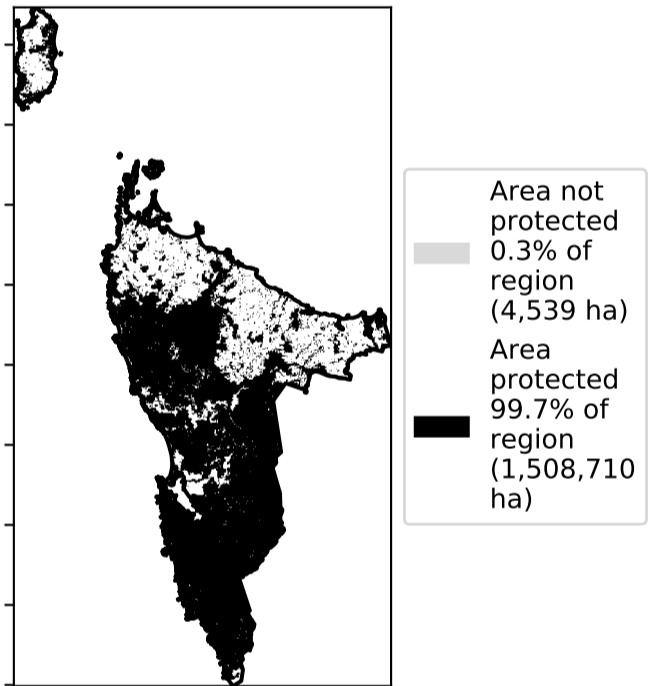 Area not
protected
0.3% of
region
(4,539 ha)
Area
protected
99.7% of
region
(1,508,710
ha)